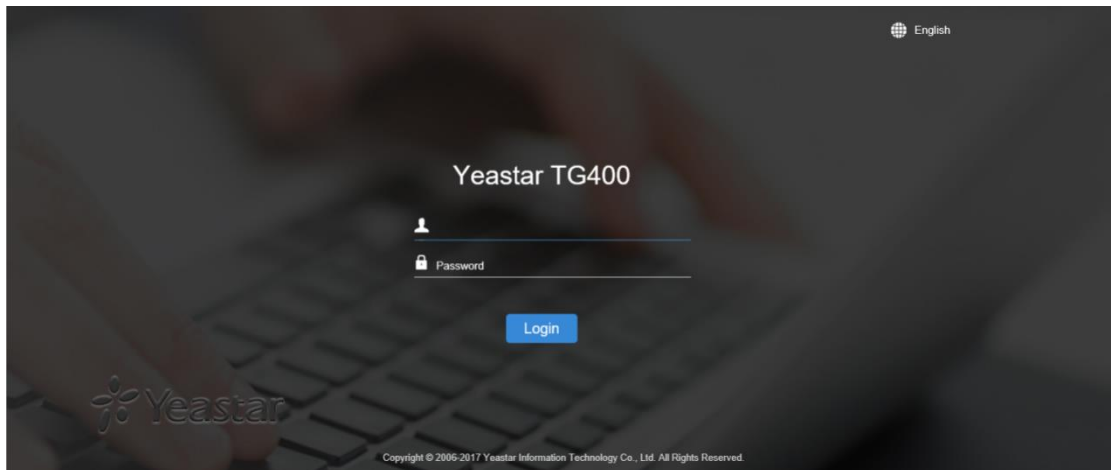 English
Yeastar TG400
Password
Login
Yeastar
Copyright © 2006-2017 Yeastar Information Technology Co., Ltd. All Rights Reserved.